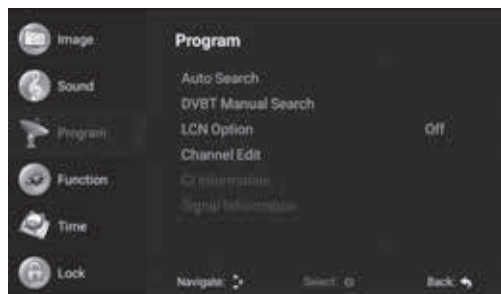 Image
Sound
Program
Function
Time
Lock
Program
Auto Search
DVBT Manual Search
LCN Option Off
Channel Edit
CI Information
Signal Information
Navigate: Select: Back: